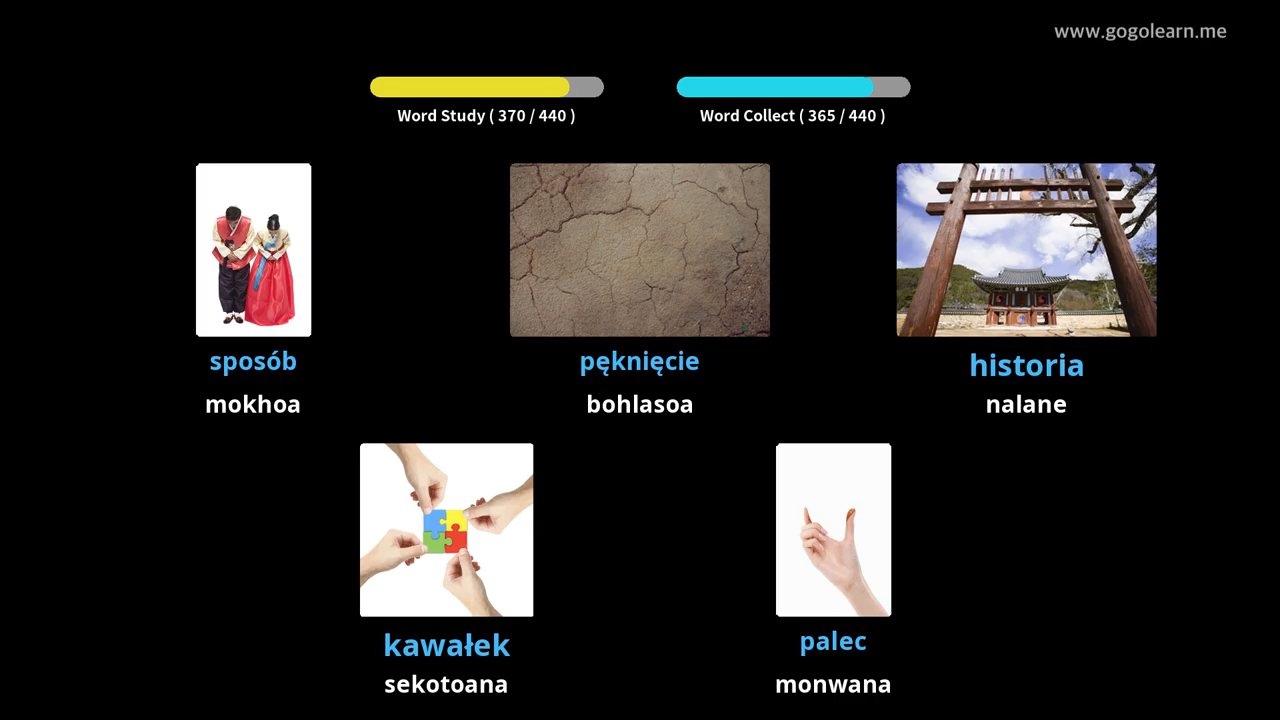 www.gogolearn.me
Word Study ( 370 / 440 )
Word Collect ( 365 / 440 )
sposób
mokhoa
pęknięcie
bohlasoa
historia
nalane
kawałek
sekotoana
palec
monwana